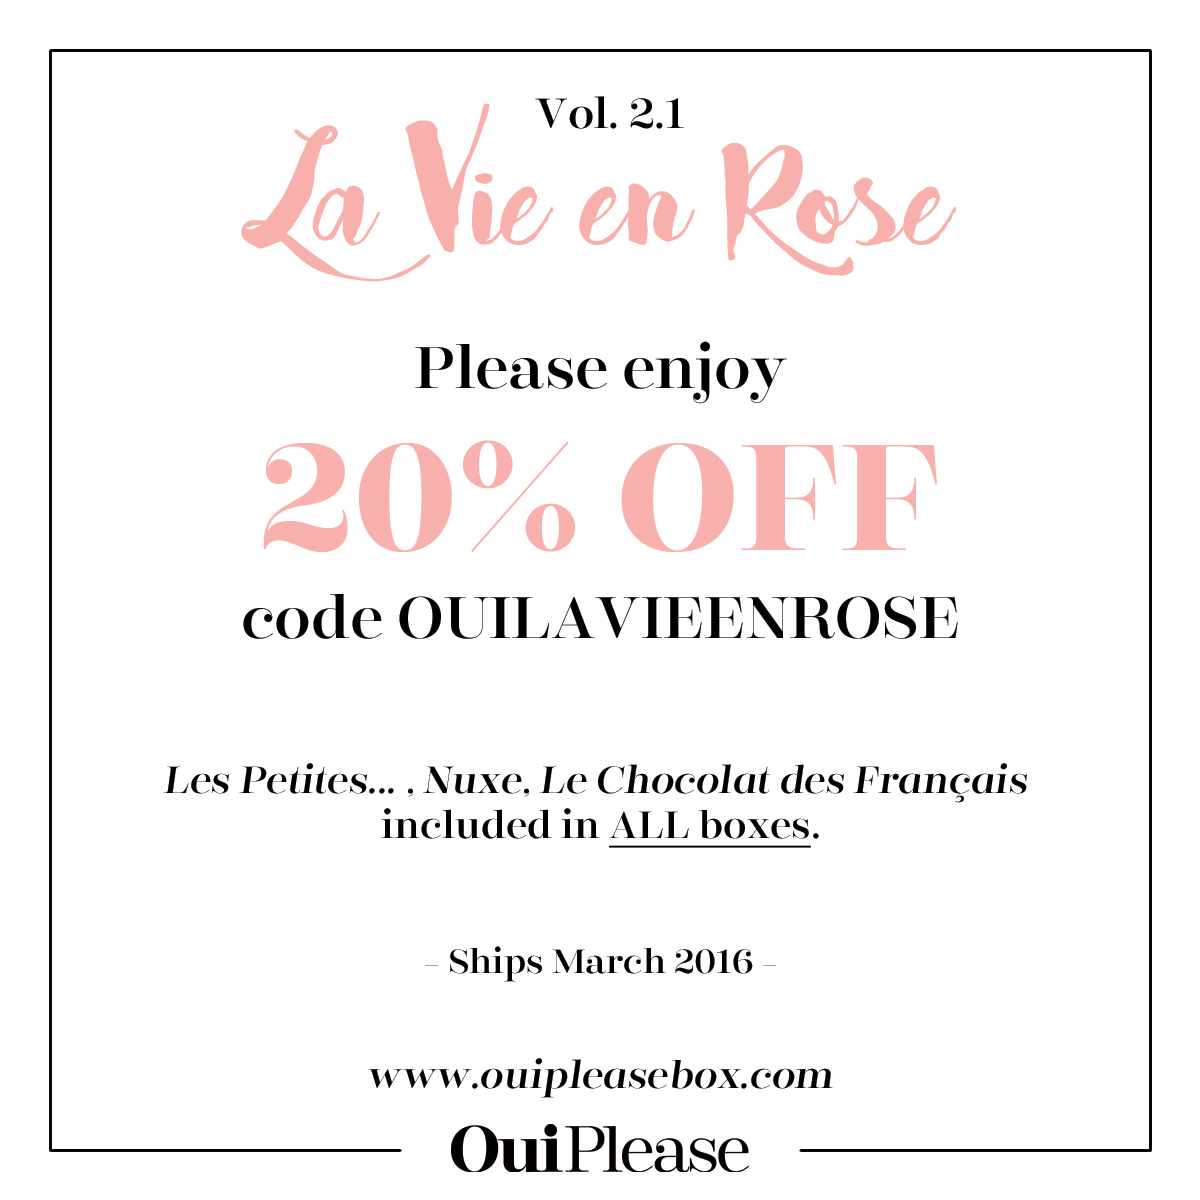 Vol. 2.1
La Vie en Rose
Please enjoy
20% OFF
code OUILAVIEENROSE
Les Petites... , Nuxe, Le Chocolat des Français
included in ALL boxes.
- Ships March 2016 -
www.ouipleasebox.com
OuiPlease